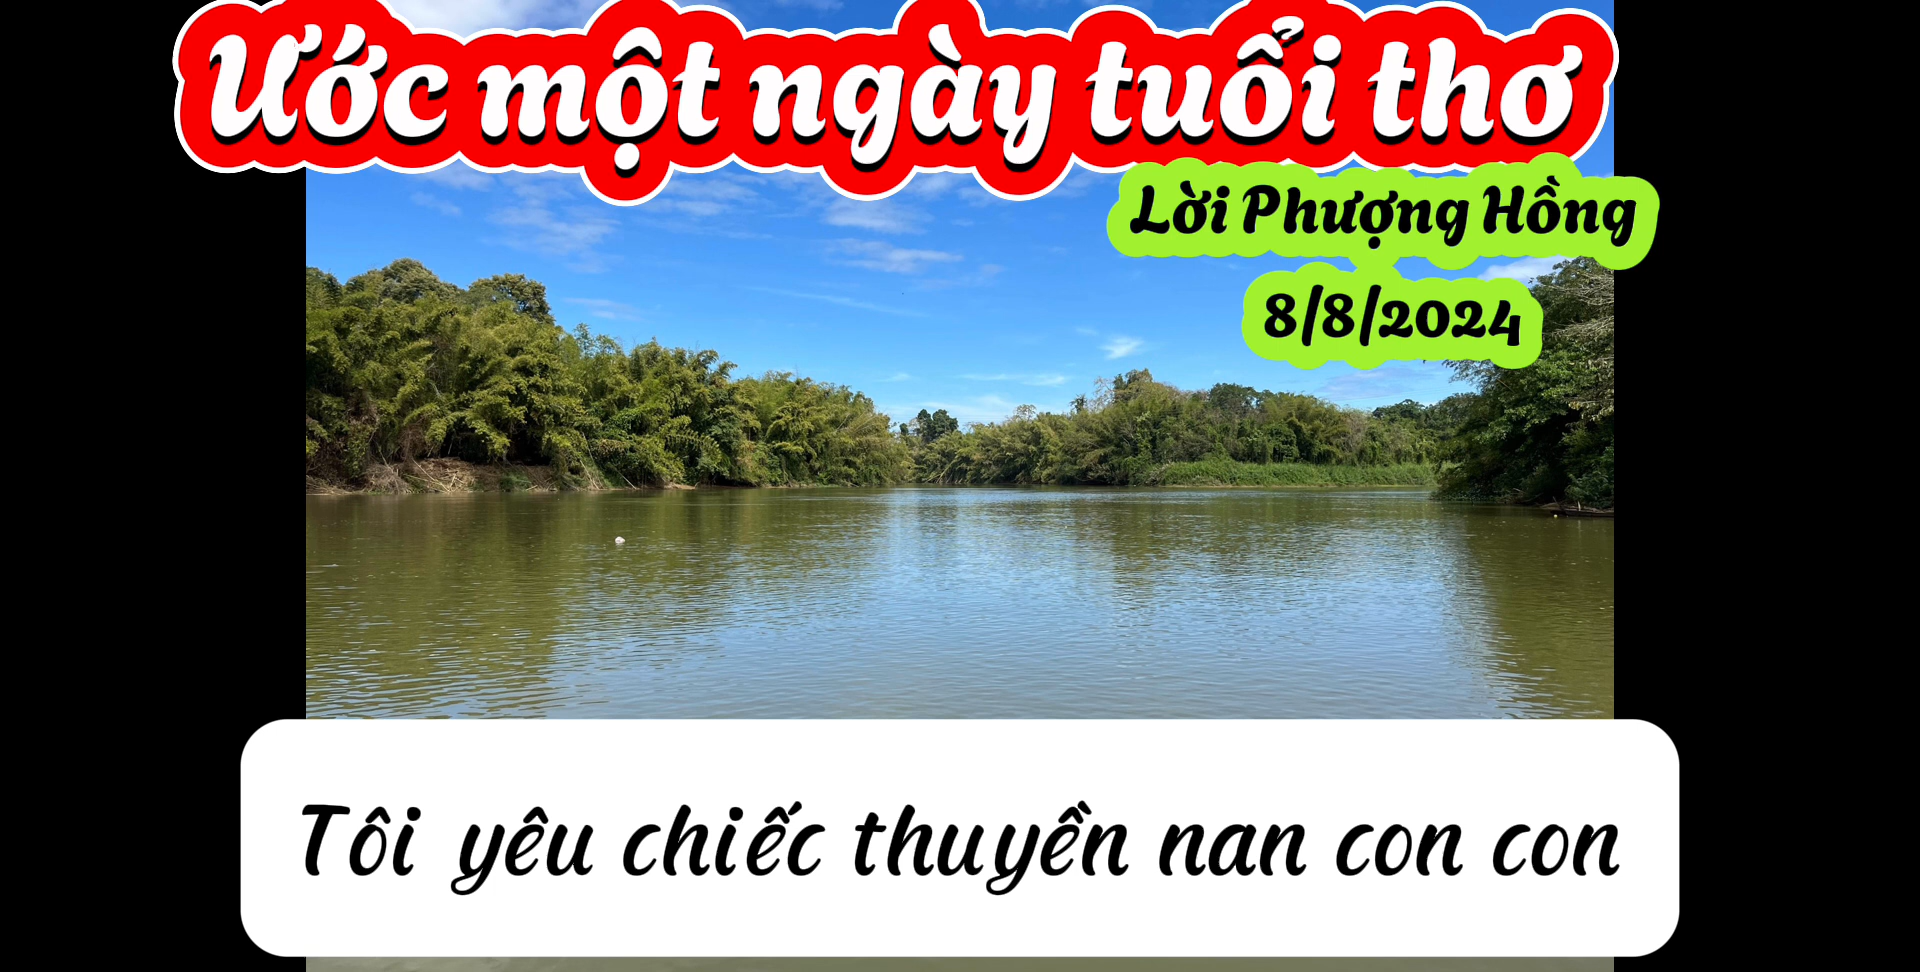 Ước một ngày tuổi thơ
Lời Phượng Hồng
8/8/2024
Tôi yêu chiếc thuyền nan con con